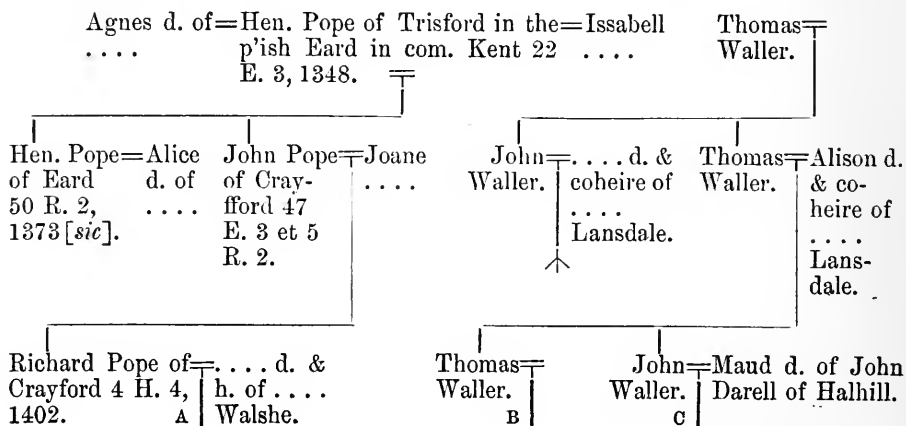 Agnes d. of=Hen. Pope of Trisford in the=Issabell
. . . . p'ish Eard in com. Kent 22 . . . .
E. 3, 1348.
Thomas
Waller.
Hen. Pope=Alice
of Eard d. of
50 R. 2, . . . .
1373 [sic].
John Pope=Joane
of Cray- . . . .
fford 47
E. 3 et 5
R. 2.
John=. . . . d. &
Waller. coheire of
. . . .
Lansdale.
Thomas=Alison d.
Waller. & co-
heire of
. . . .
Lans-
dale.
Richard Pope of=. . . . d. &
Crayford 4 H. 4, h. of . . . .
1402. A Walshe.
Thomas
Waller.
B
John=Maud d. of John
Waller. Darell of Halhill.
C